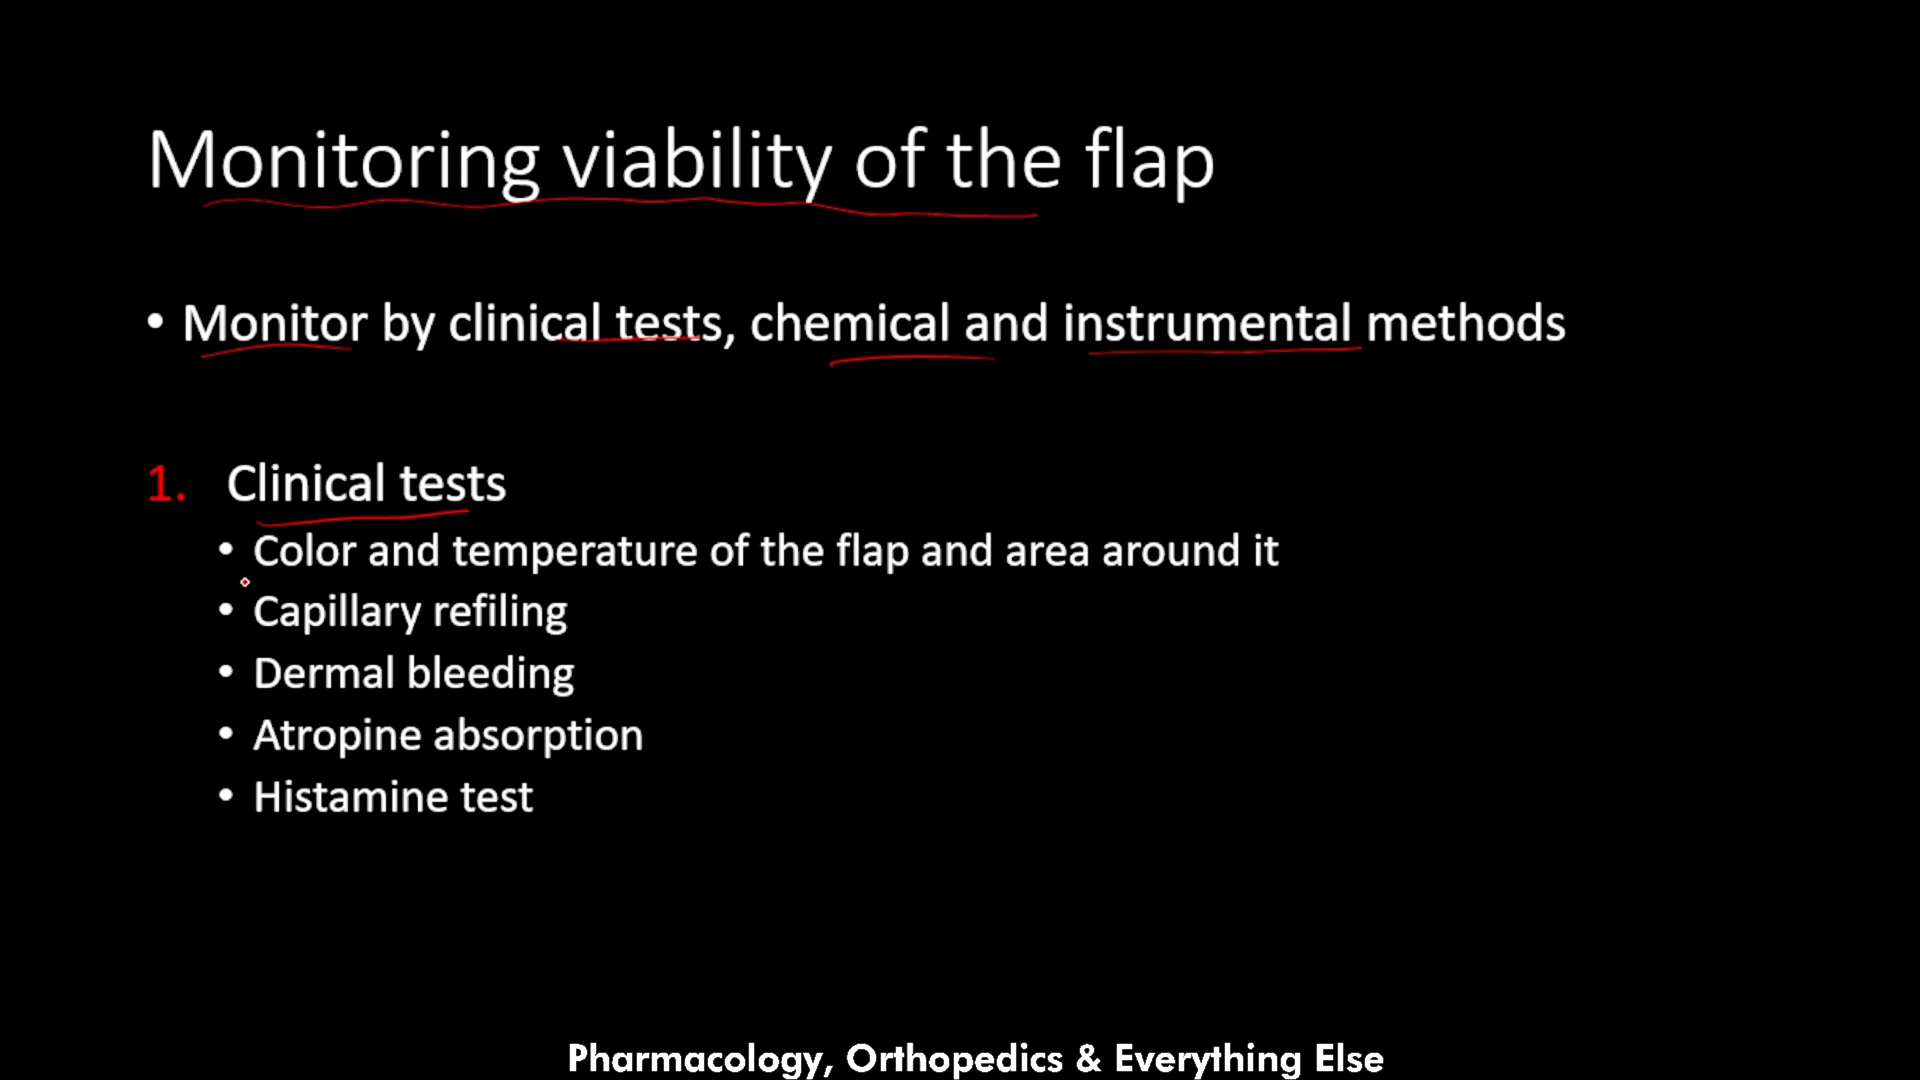 Monitoring viability of the flap
• Monitor by clinical tests, chemical and instrumental methods
1. Clinical tests
• Color and temperature of the flap and area around it
• Capillary refiling
• Dermal bleeding
• Atropine absorption
• Histamine test
Pharmacology, Orthopedics & Everything Else